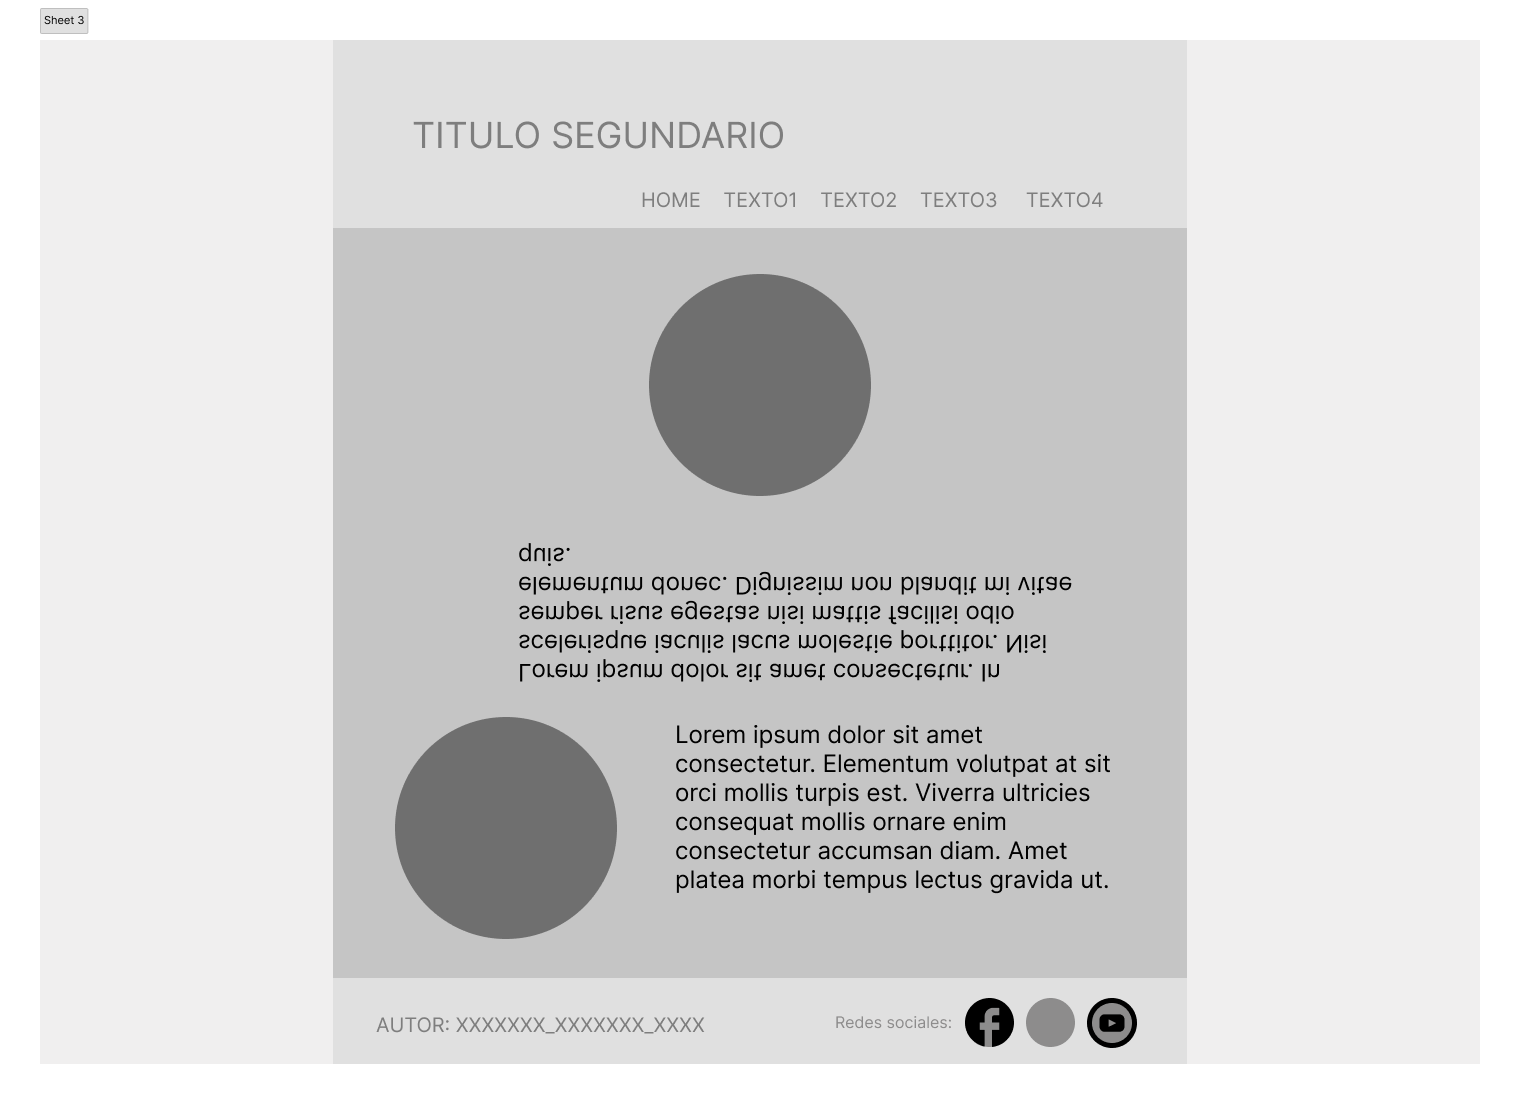 Sheet 3
TITULO SEGUNDARIO
HOME TEXTO1 TEXTO2 TEXTO3 TEXTO4
Lorem ipsum dolor sit amet consectetur. In
scelerisque iaculis lacus molestie porttitor. Nisi
semper risus egestas nisi mattis facilisi odio
elementum donec. Dignissim non blandit mi vitae
quis.
Lorem ipsum dolor sit amet
consectetur. Elementum volutpat at sit
orci mollis turpis est. Viverra ultricies
consequat mollis ornare enim
consectetur accumsan diam. Amet
platea morbi tempus lectus gravida ut.
AUTOR: XXXXXXX_XXXXXXX_XXXX
Redes sociales: